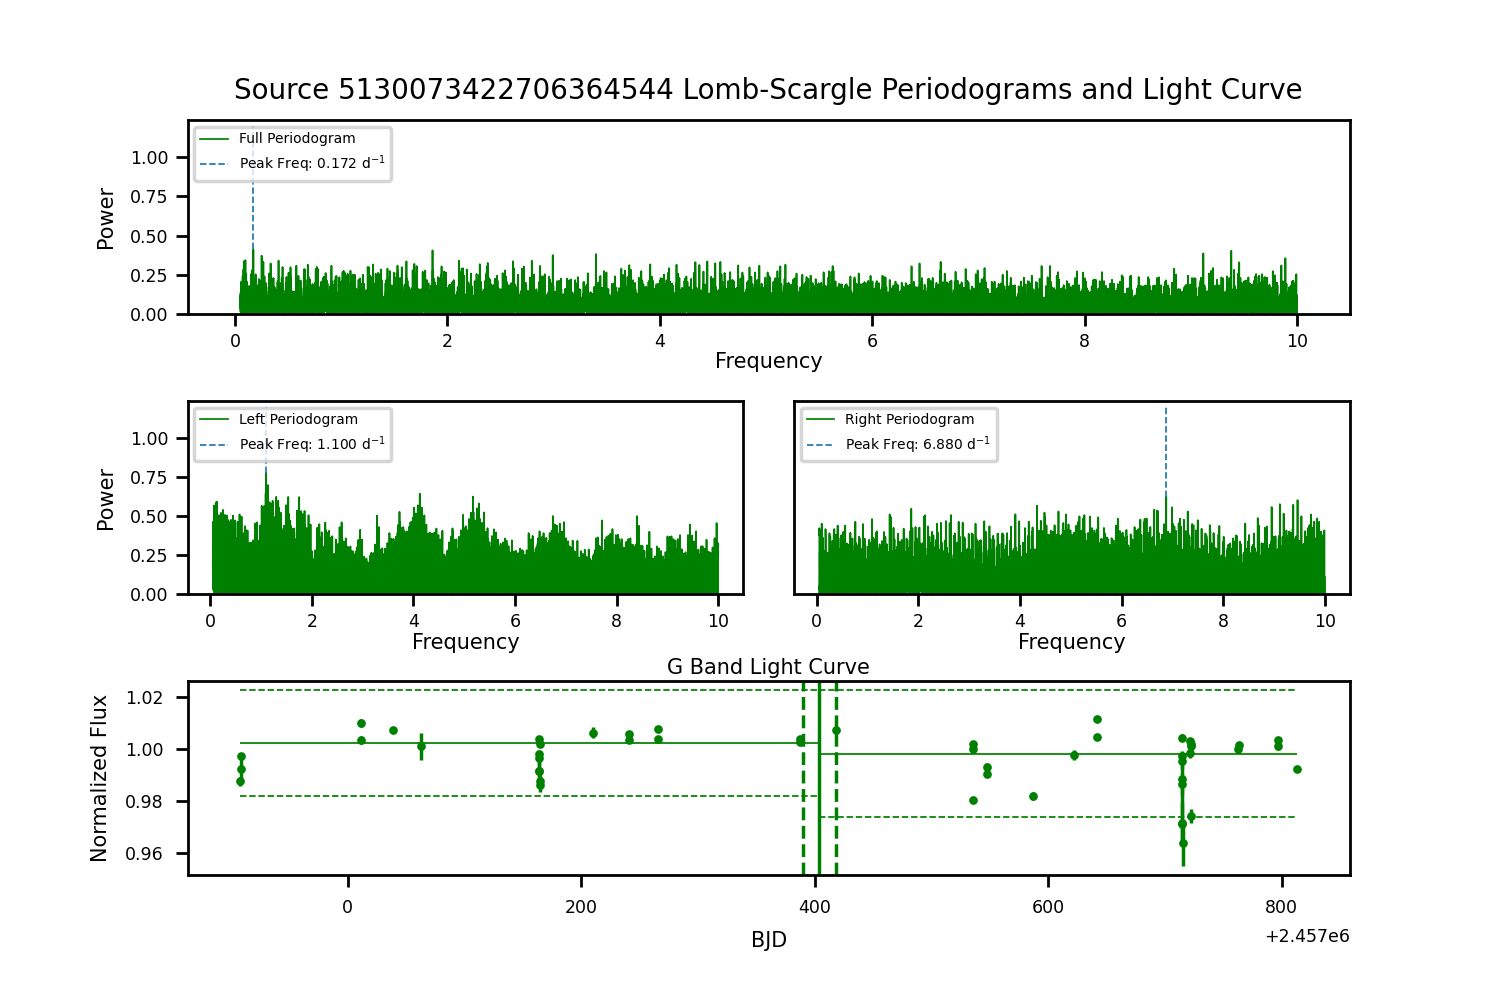 Source 5130073422706364544 Lomb-Scargle Periodograms and Light Curve
Full Periodogram
Peak Freq: 0.172 d⁻¹
Power
1.00
0.75
0.50
0.25
0.00
0 2 4 6 8 10
Frequency
Left Periodogram
Peak Freq: 1.100 d⁻¹
Power
1.00
0.75
0.50
0.25
0.00
0 2 4 6 8 10
Frequency
Right Periodogram
Peak Freq: 6.880 d⁻¹
0 2 4 6 8 10
Frequency
G Band Light Curve
Normalized Flux
1.02
1.00
0.98
0.96
0 200 400 600 800
BJD
+2.457e6